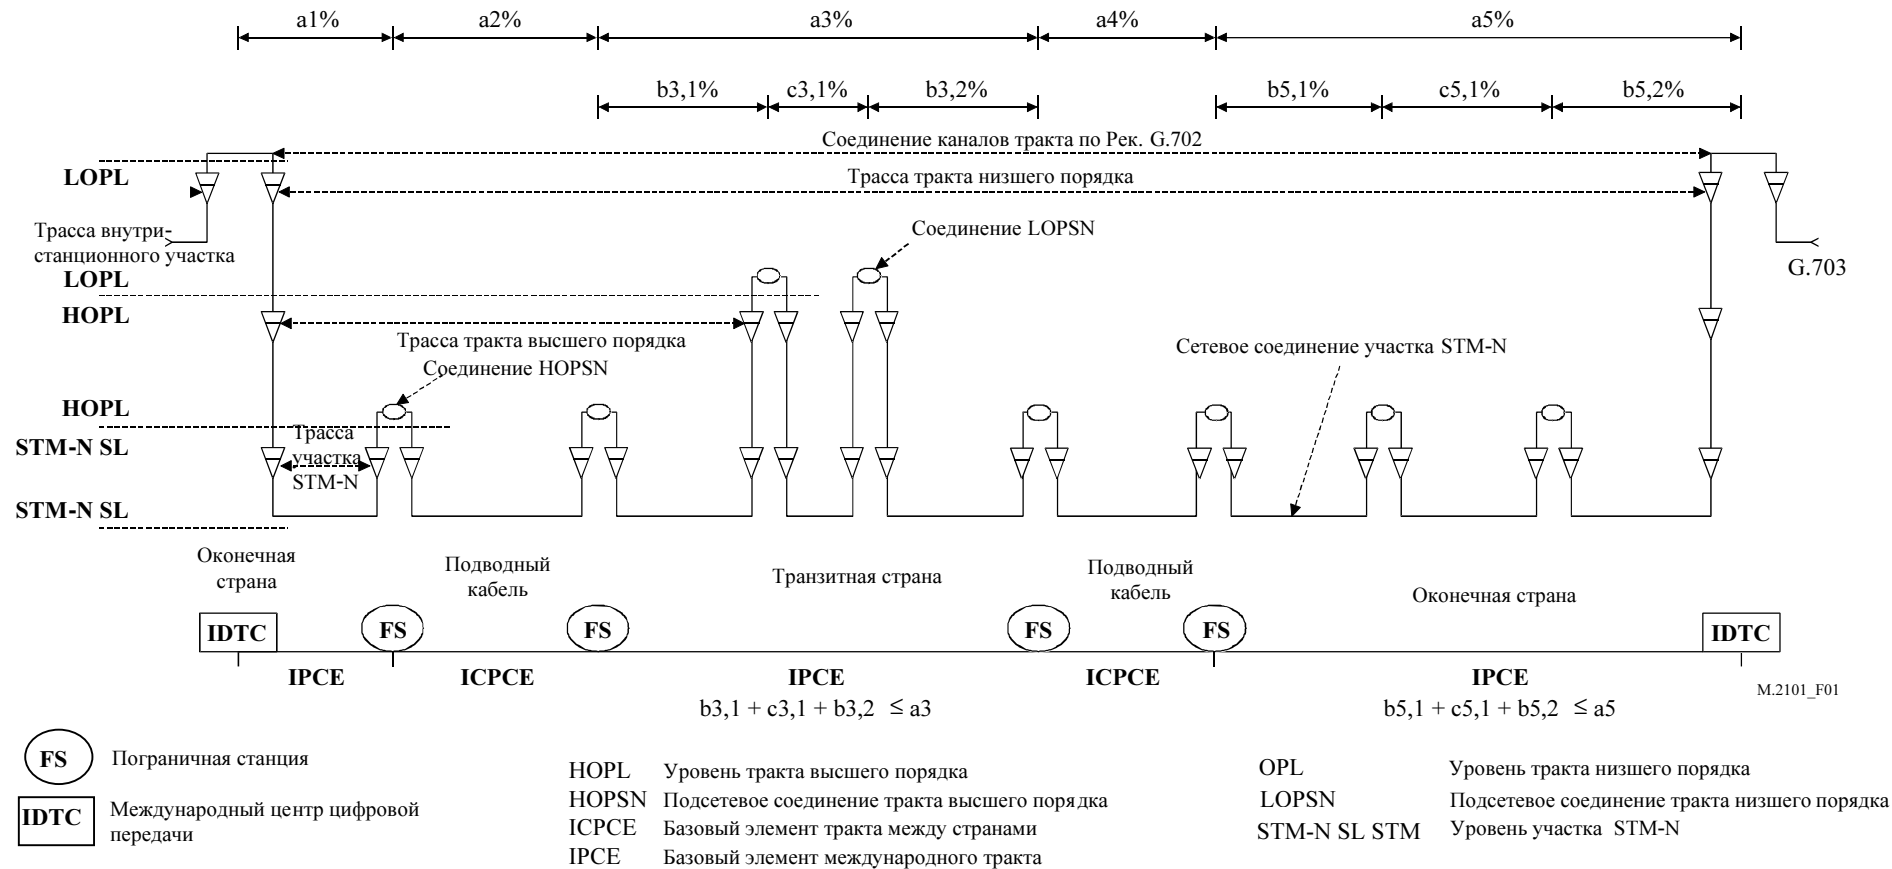 a1% a2% a3% a4% a5%
b3,1% c3,1% b3,2% b5,1% c5,1% b5,2%
Соединение каналов тракта по Рек. G.702
LOPL
Трасса тракта низшего порядка
Трасса внутри-
станционного участка
Соединение LOPSN
G.703
LOPL
HOPL
Трасса тракта высшего порядка
Соединение HOPSN
Сетевое соединение участка STM-N
HOPL
STM-N SL
Трасса
участка
STM-N
STM-N SL
Оконечная
страна
Подводный
кабель
Транзитная страна
Подводный
кабель
Оконечная страна
IDTC FS FS FS FS IDTC
IPCE ICPCE IPCE ICPCE IPCE
M.2101_F01
b3,1 + c3,1 + b3,2 ≤ a3 b5,1 + c5,1 + b5,2 ≤ a5
FS Пограничная станция
IDTC Международный центр цифровой
передачи
HOPL Уровень тракта высшего порядка
HOPSN Подсетевое соединение тракта высшего порядка
ICPCE Базовый элемент тракта между странами
IPCE Базовый элемент международного тракта
OPL Уровень тракта низшего порядка
LOPSN Подсетевое соединение тракта низшего порядка
STM-N SL STM Уровень участка STM-N